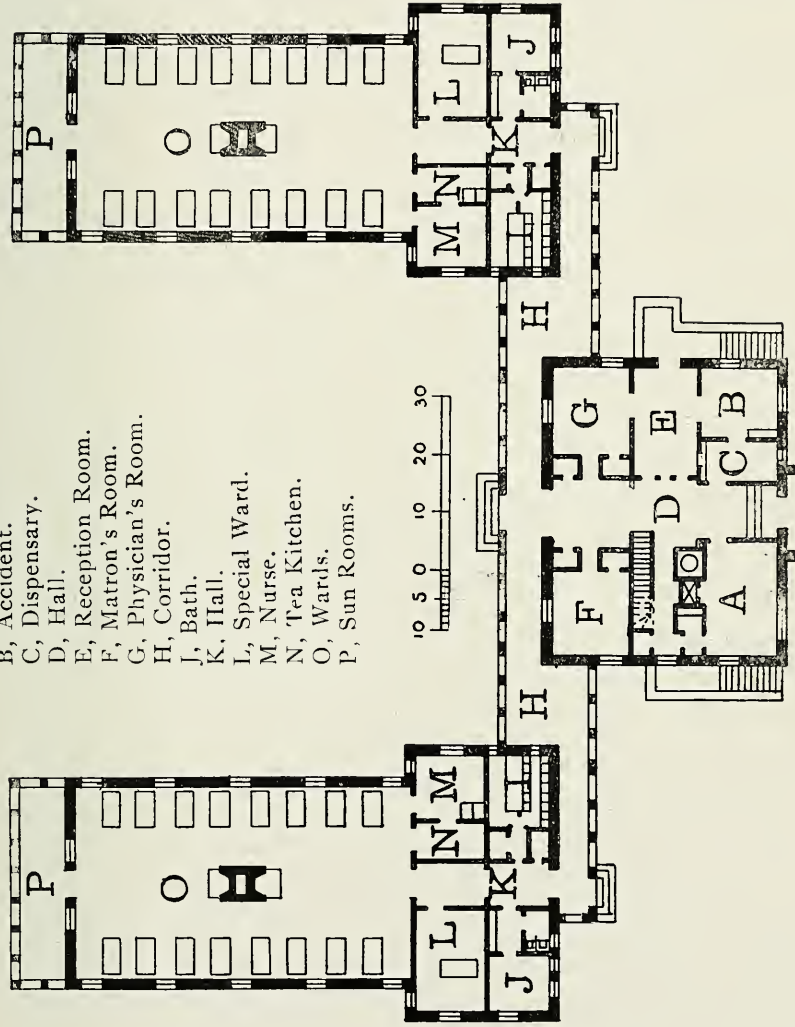 B, Accident.
C, Dispensary.
D, Hall.
E, Reception Room.
F, Matron's Room.
G, Physician's Room.
H, Corridor.
J, Bath.
K, Hall.
L, Special Ward.
M, Nurse.
N, Tea Kitchen.
O, Wards.
P, Sun Rooms.
10 5 0 10 20 30
P
P
O
O
L N M
M N L
J K
K J
H
H
F
G
D
E
A
C
B